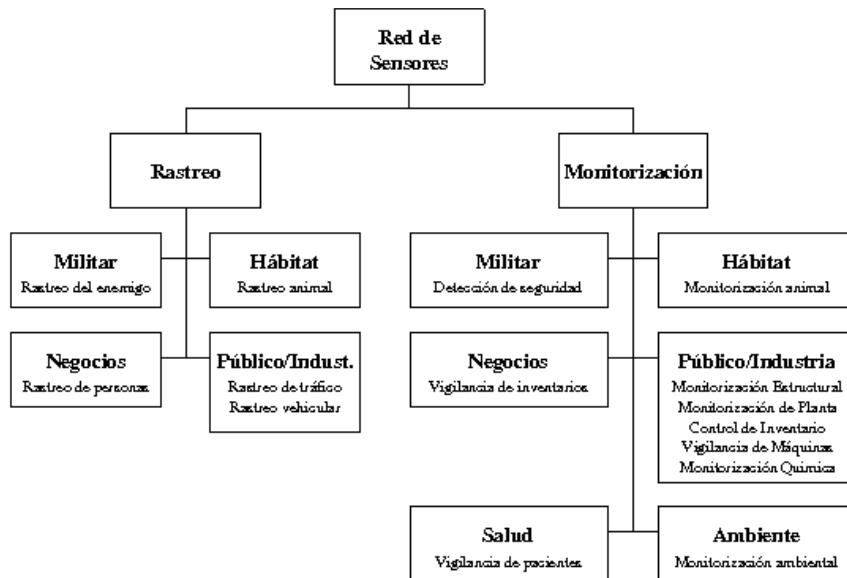 Red de
Sensores
Rastreo
Monitorización
Militar
Rastreo del enemigo
Hábitat
Rastreo animal
Militar
Detección de seguridad
Hábitat
Monitorización animal
Negocios
Rastreo de personas
Público/Indust.
Rastreo de tráfico
Rastreo vehicular
Negocios
Vigilancia de inventarios
Público/Industria
Monitorización Estructural
Monitorización de Planta
Control de Inventario
Vigilancia de Máquinas
Monitorización Quimica
Salud
Vigilancia de pacientes
Ambiente
Monitorización ambiental